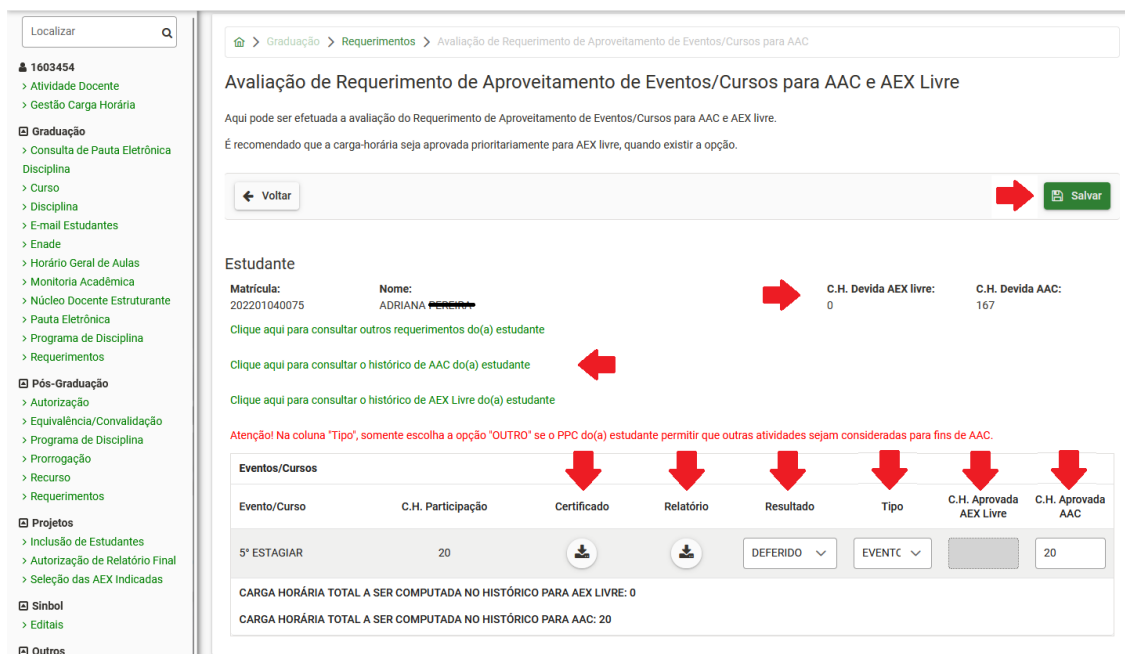 Localizar
1603454
> Atividade Docente
> Gestão Carga Horária
Graduação
> Consulta de Pauta Eletrônica
Disciplina
> Curso
> Disciplina
> E-mail Estudantes
> Enade
> Horário Geral de Aulas
> Monitoria Acadêmica
> Núcleo Docente Estruturante
> Pauta Eletrônica
> Programa de Disciplina
> Requerimentos
Pós-Graduação
> Autorização
> Equivalência/Convalidação
> Programa de Disciplina
> Prorrogação
> Recurso
> Requerimentos
Projetos
> Inclusão de Estudantes
> Autorização de Relatório Final
> Seleção das AEX Indicadas
Sinbol
> Editais
Outros
> Graduação > Requerimentos > Avaliação de Requerimento de Aproveitamento de Eventos/Cursos para AAC
Avaliação de Requerimento de Aproveitamento de Eventos/Cursos para AAC e AEX Livre
Aqui pode ser efetuada a avaliação do Requerimento de Aproveitamento de Eventos/Cursos para AAC e AEX livre.
É recomendado que a carga-horária seja aprovada prioritariamente para AEX livre, quando existir a opção.
Voltar
Salvar
Estudante
Matrícula: Nome: C.H. Devida AEX livre: C.H. Devida AAC:
202201040075 ADRIANA 0 167
Clique aqui para consultar outros requerimentos do(a) estudante
Clique aqui para consultar o histórico de AAC do(a) estudante
Clique aqui para consultar o histórico de AEX Livre do(a) estudante
Atenção! Na coluna "Tipo", somente escolha a opção "OUTRO" se o PPC do(a) estudante permitir que outras atividades sejam consideradas para fins de AAC.
Eventos/Cursos
Evento/Curso C.H. Participação Certificado Relatório Resultado Tipo C.H. Aprovada AEX Livre C.H. Aprovada AAC
5° ESTAGIAR 20 DEFERIDO EVENTC 20
CARGA HORÁRIA TOTAL A SER COMPUTADA NO HISTÓRICO PARA AEX LIVRE: 0
CARGA HORÁRIA TOTAL A SER COMPUTADA NO HISTÓRICO PARA AAC: 20